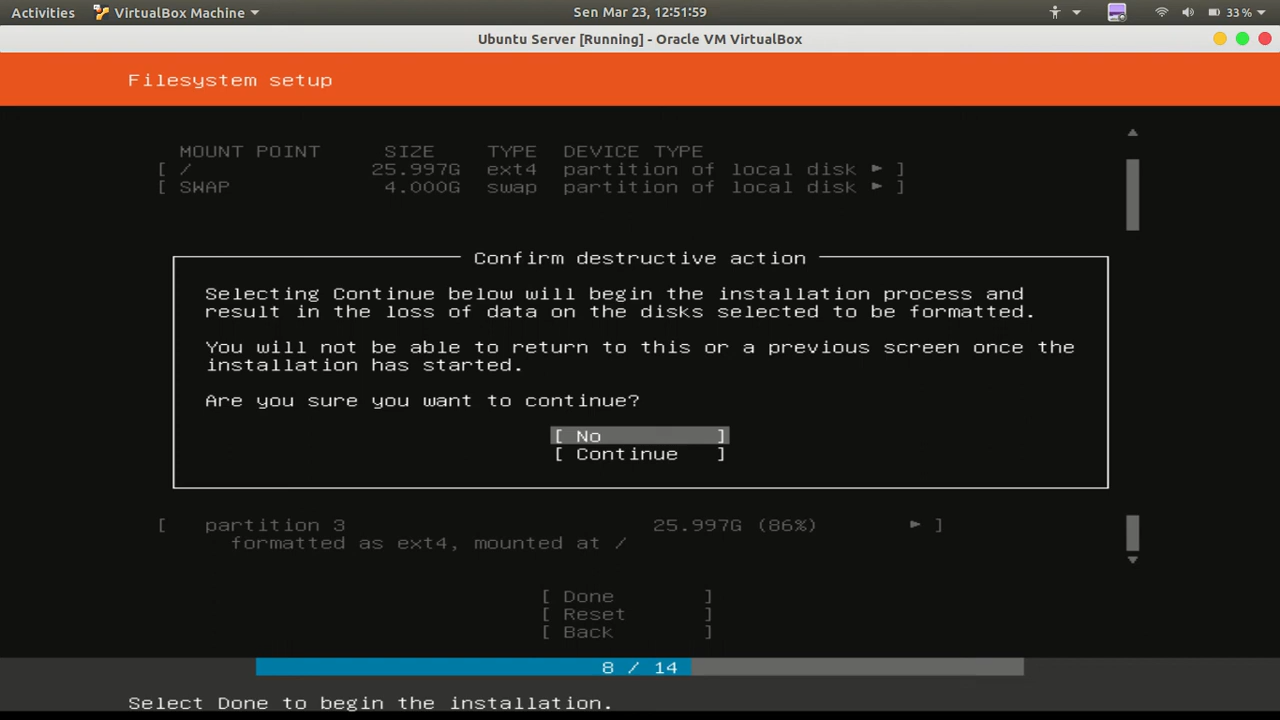 Activities VirtualBox Machine Sen Mar 23, 12:51:59 33 %
Ubuntu Server [Running] - Oracle VM VirtualBox
Filesystem setup
MOUNT POINT SIZE TYPE DEVICE TYPE
[ / 25.997G ext4 partition of local disk ► ]
[ SWAP 4.000G swap partition of local disk ► ]
Confirm destructive action
Selecting Continue below will begin the installation process and
result in the loss of data on the disks selected to be formatted.
You will not be able to return to this or a previous screen once the
installation has started.
Are you sure you want to continue?
[ No ]
[ Continue ]
[ partition 3 25.997G (86%) ► ]
formatted as ext4, mounted at /
[ Done ]
[ Reset ]
[ Back ]
8 / 14
Select Done to begin the installation.